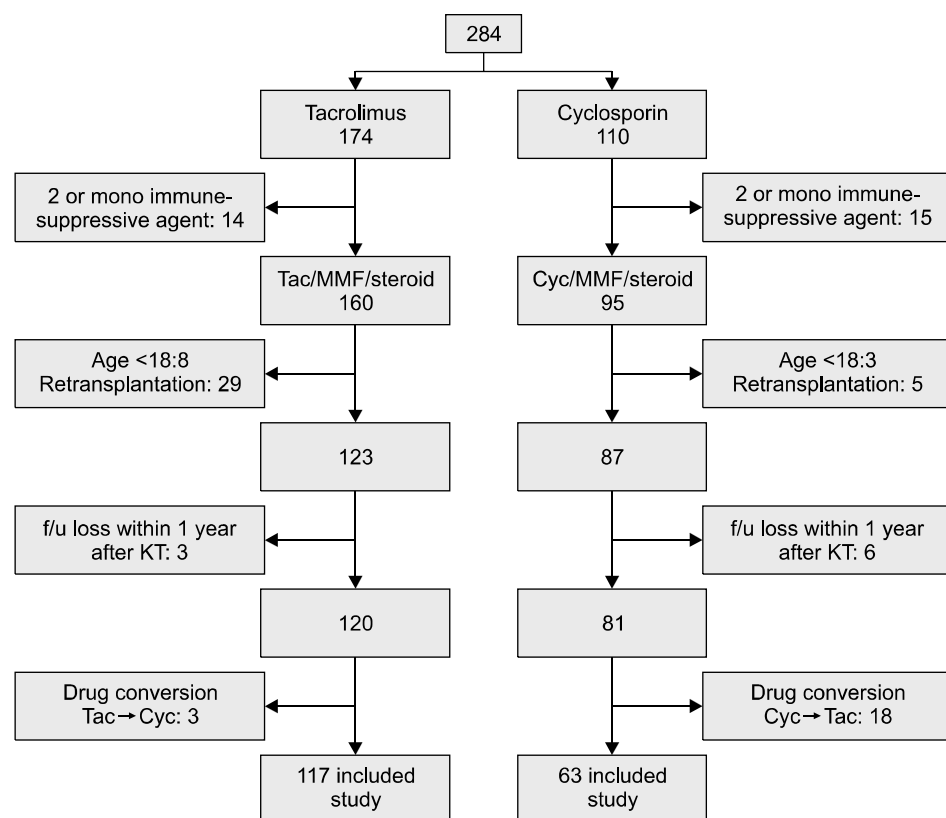 284
Tacrolimus
174
Cyclosporin
110
2 or mono immune-
suppressive agent: 14
2 or mono immune-
suppressive agent: 15
Tac/MMF/steroid
160
Cyc/MMF/steroid
95
Age <18:8
Retransplantation: 29
Age <18:3
Retransplantation: 5
123
87
f/u loss within 1 year
after KT: 3
f/u loss within 1 year
after KT: 6
120
81
Drug conversion
Tac→Cyc: 3
Drug conversion
Cyc→Tac: 18
117 included
study
63 included
study